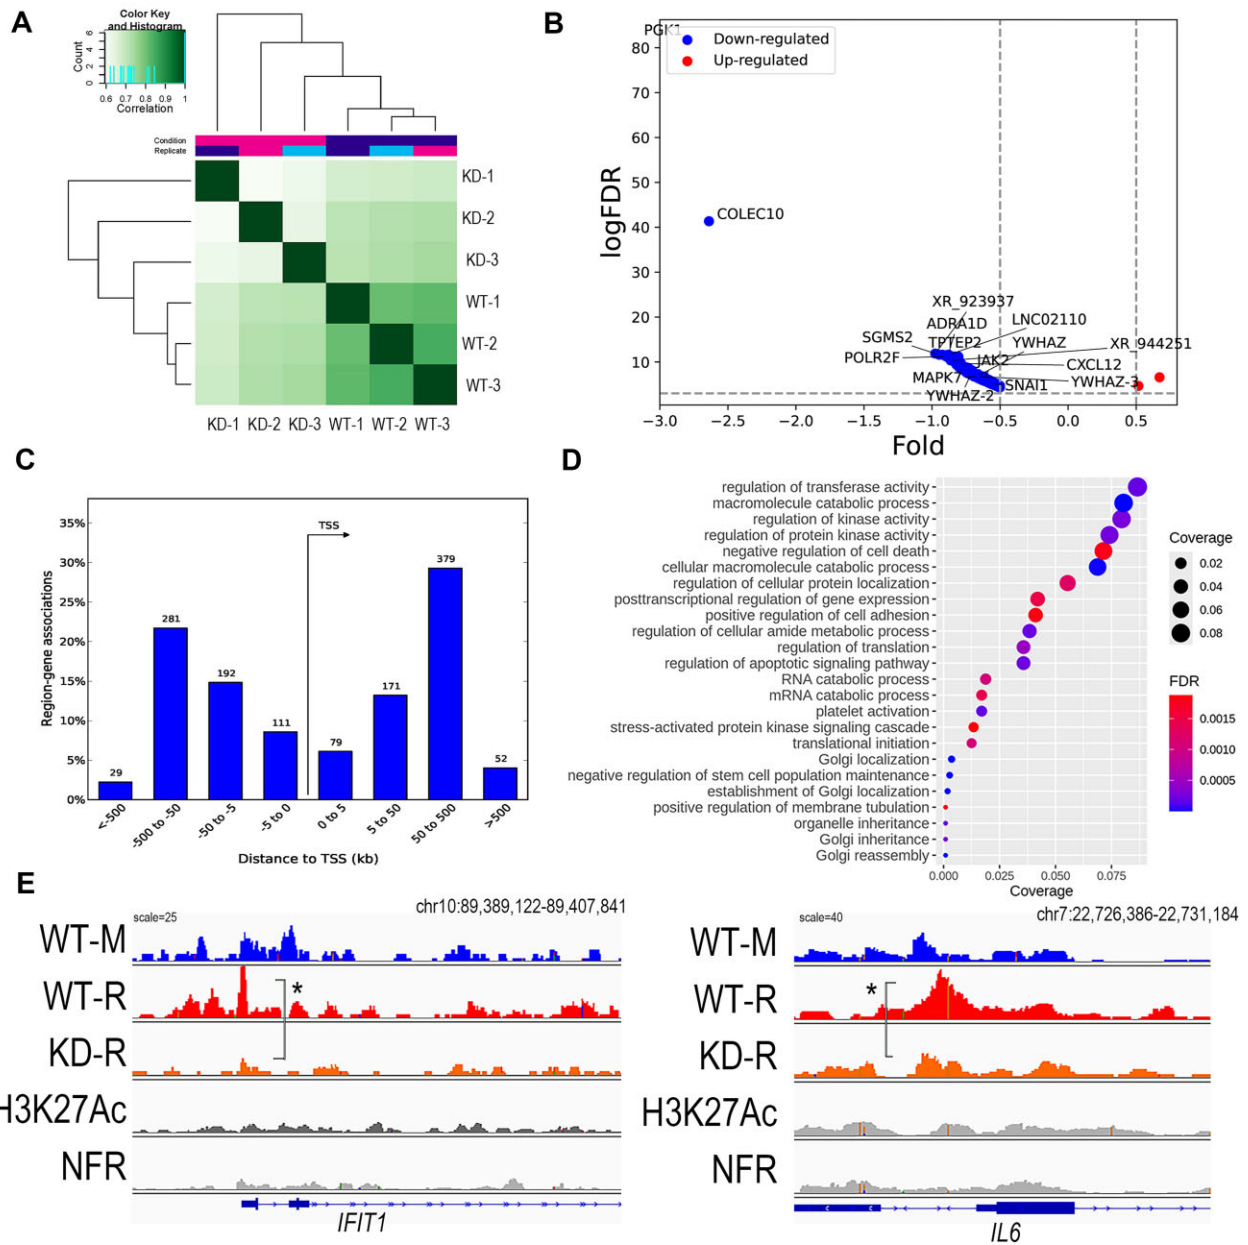 A
Color Key
and Histogram
Count
0 2 4 6
0.6 0.7 0.8 0.9 1
Correlation
Condition
Replicate
KD-1
KD-2
KD-3
WT-1
WT-2
WT-3
KD-1 KD-2 KD-3 WT-1 WT-2 WT-3
B
PGK1
Down-regulated
Up-regulated
logFDR
80
70
60
50
40
30
20
10
COLEC10
XR_923937
ADRA1D
LNC02110
SGMS2
TPTEP2
YWHAZ
XR_944251
POLR2F
JAK2
CXCL12
MAPK7
YWHAZ-3
SNAI1
YWHAZ-2
−3.0 −2.5 −2.0 −1.5 −1.0 −0.5 0.0 0.5
Fold
C
Region-gene associations
35%
30%
25%
20%
15%
10%
5%
0%
TSS
29
281
192
111
79
171
379
52
<-500
-500 to -50
-50 to -5
-5 to 0
0 to 5
5 to 50
50 to 500
>500
Distance to TSS (kb)
D
regulation of transferase activity
macromolecule catabolic process
regulation of kinase activity
regulation of protein kinase activity
negative regulation of cell death
cellular macromolecule catabolic process
regulation of cellular protein localization
posttranscriptional regulation of gene expression
positive regulation of cell adhesion
regulation of cellular amide metabolic process
regulation of translation
regulation of apoptotic signaling pathway
RNA catabolic process
mRNA catabolic process
platelet activation
stress-activated protein kinase signaling cascade
translational initiation
Golgi localization
negative regulation of stem cell population maintenance
establishment of Golgi localization
positive regulation of membrane tubulation
organelle inheritance
Golgi inheritance
Golgi reassembly
0.000 0.025 0.050 0.075
Coverage
Coverage
0.02
0.04
0.06
0.08
FDR
0.0015
0.0010
0.0005
E
scale=25
chr10:89,389,122-89,407,841
WT-M
WT-R
*
KD-R
H3K27Ac
NFR
IFIT1
scale=40
chr7:22,726,386-22,731,184
WT-M
WT-R
*
KD-R
H3K27Ac
NFR
IL6